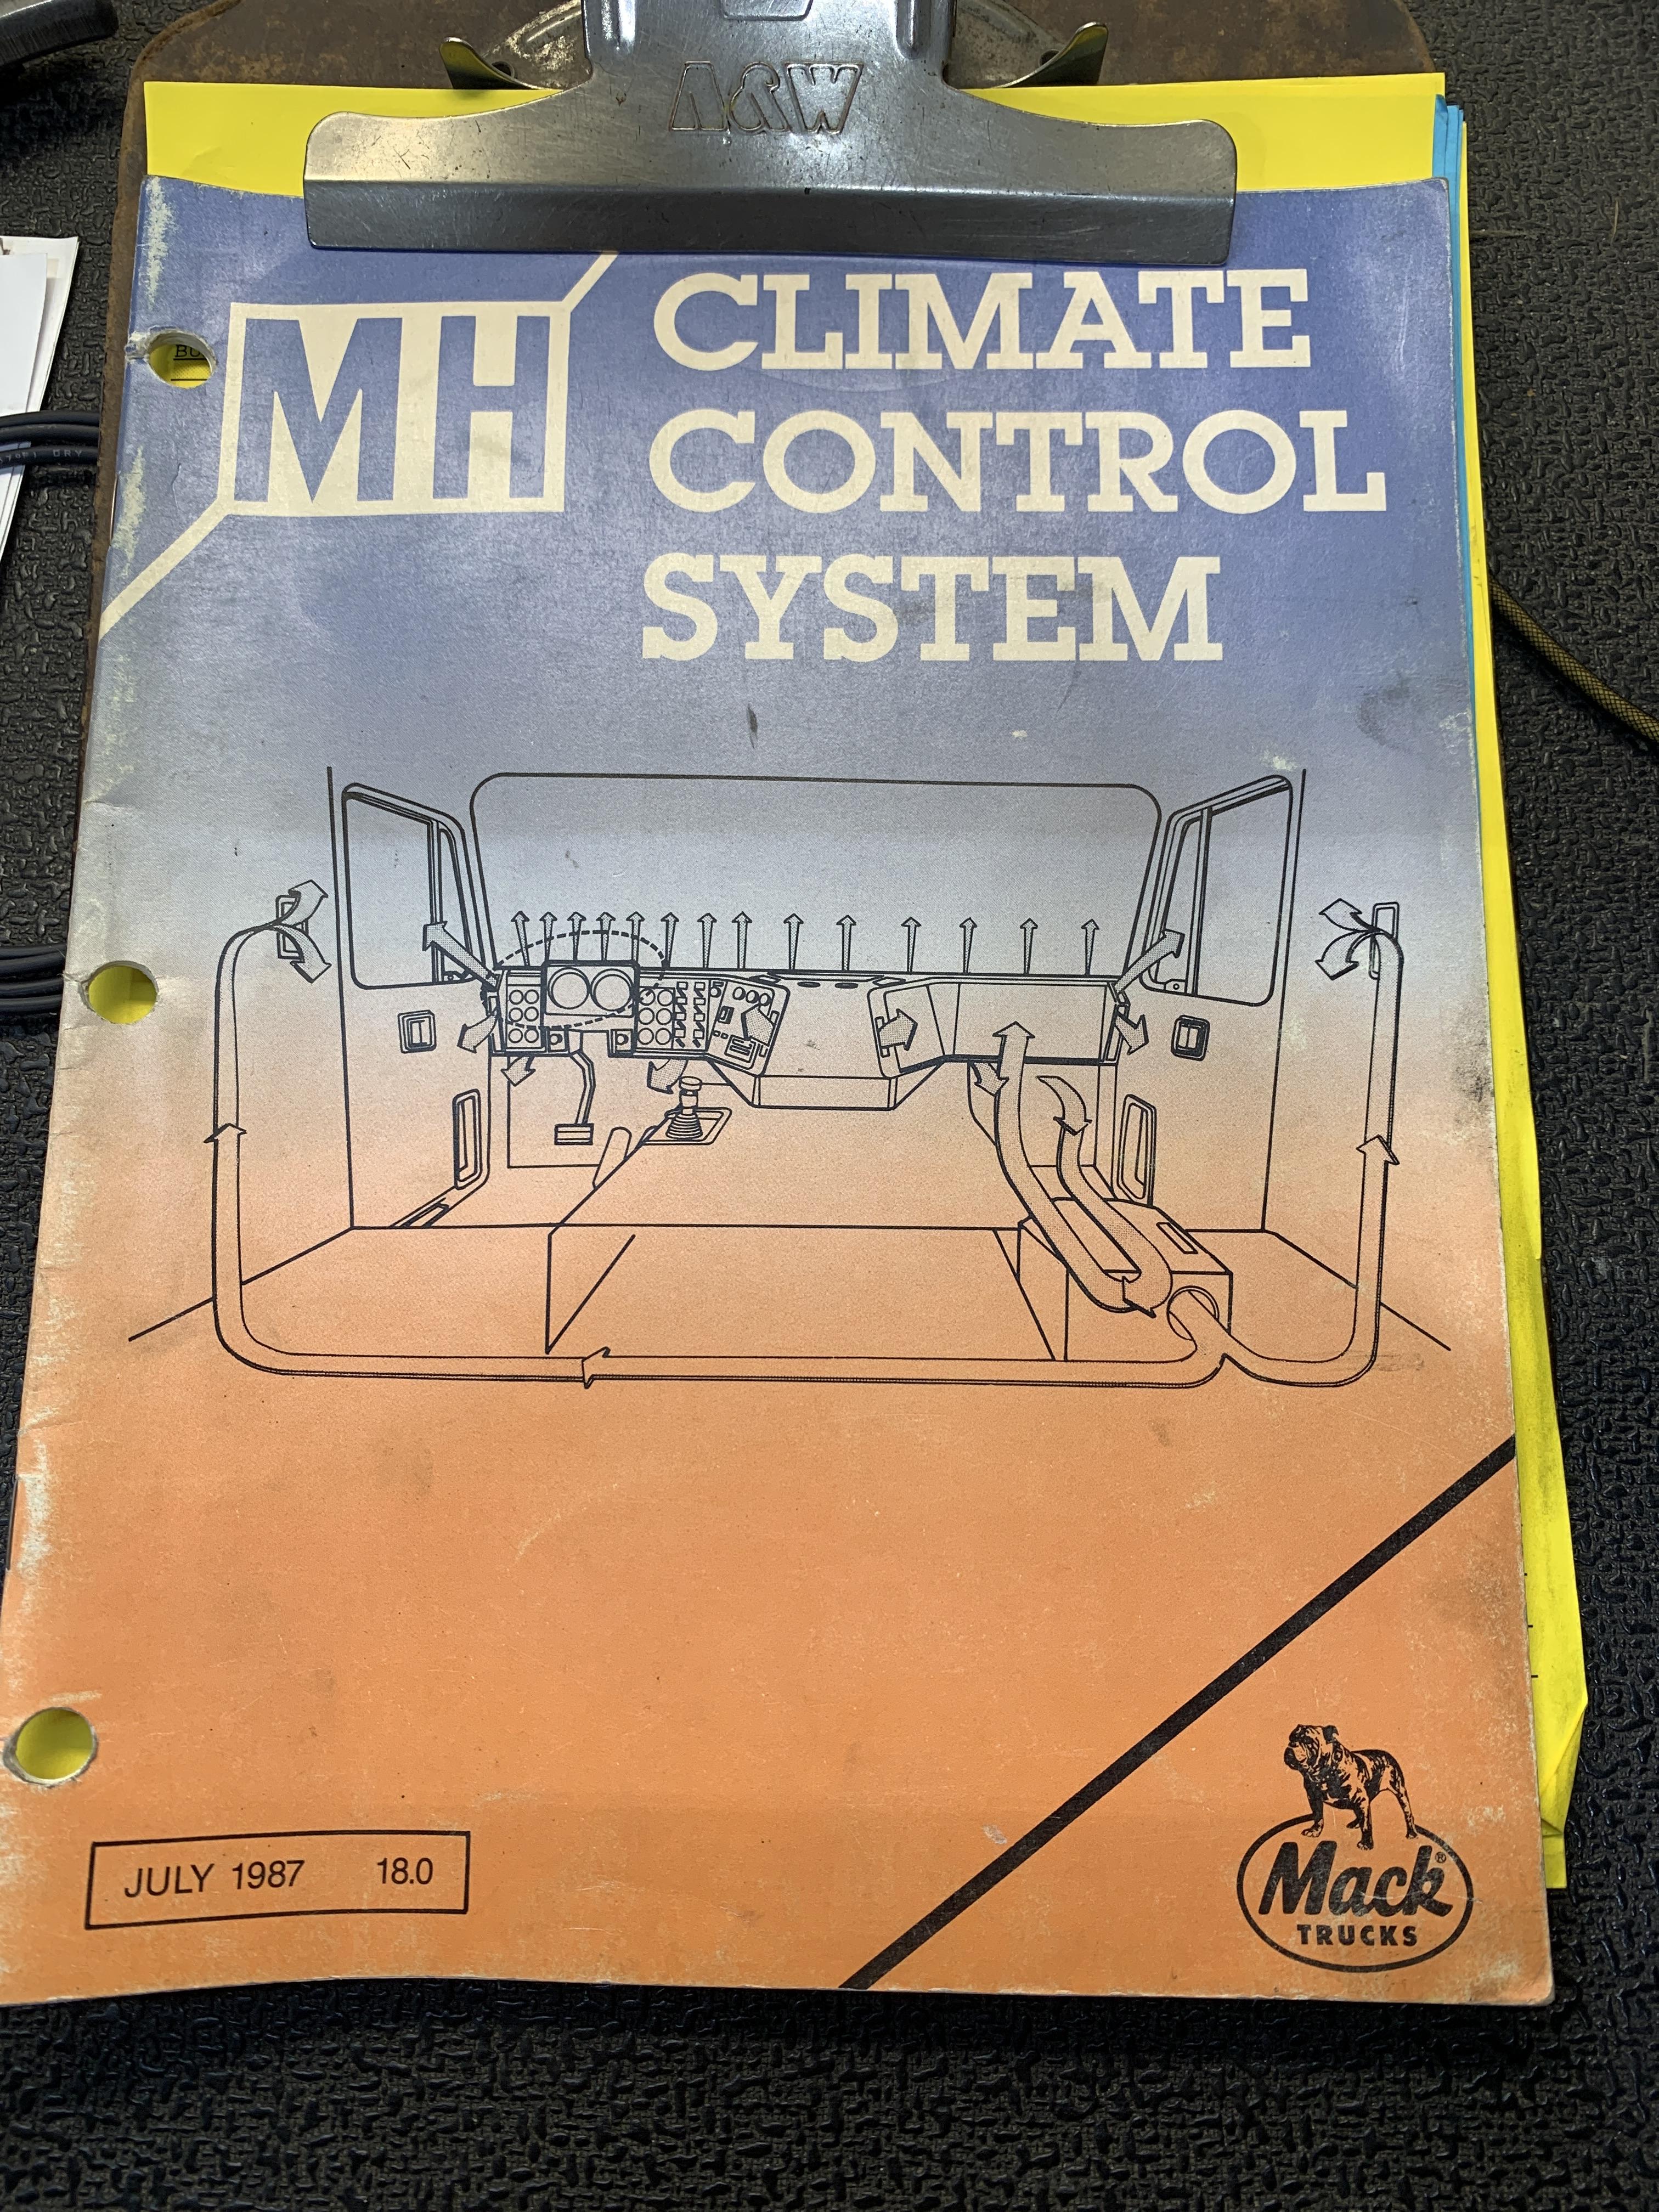 A&W
MH
CLIMATE
CONTROL
SYSTEM
JULY 1987 18.0
Mack®
TRUCKS